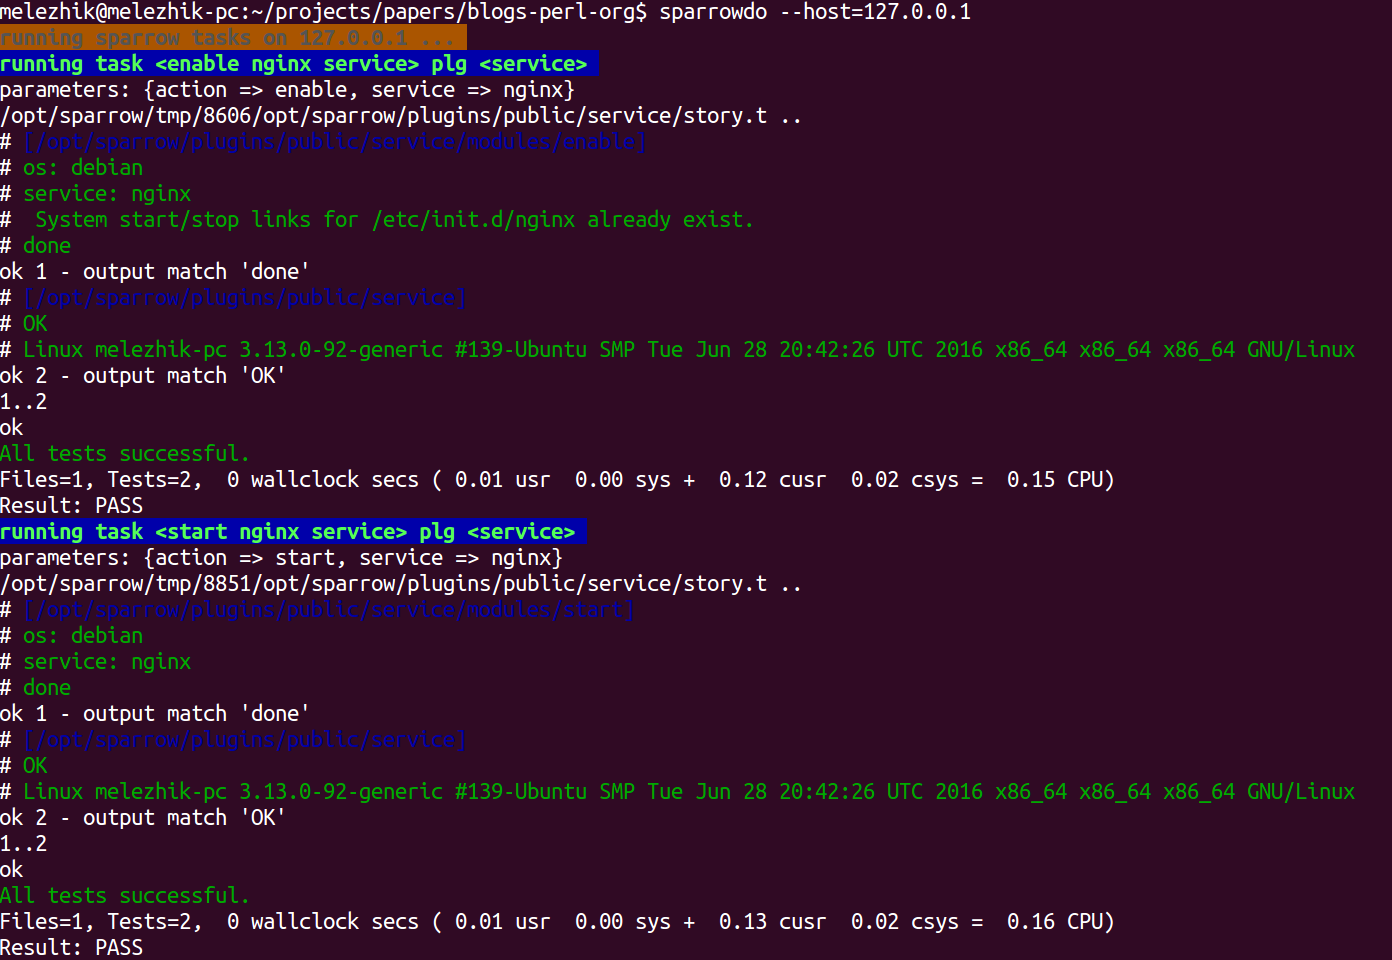 melezhik@melezhik-pc:~/projects/papers/blogs-perl-org$ sparrowdo --host=127.0.0.1
running sparrow tasks on 127.0.0.1 ...
running task <enable nginx service> plg <service>
parameters: {action => enable, service => nginx}
/opt/sparrow/tmp/8606/opt/sparrow/plugins/public/service/story.t ..
# [/opt/sparrow/plugins/public/service/modules/enable]
# os: debian
# service: nginx
#  System start/stop links for /etc/init.d/nginx already exist.
# done
ok 1 - output match 'done'
# [/opt/sparrow/plugins/public/service]
# OK
# Linux melezhik-pc 3.13.0-92-generic #139-Ubuntu SMP Tue Jun 28 20:42:26 UTC 2016 x86_64 x86_64 x86_64 GNU/Linux
ok 2 - output match 'OK'
1..2
ok
All tests successful.
Files=1, Tests=2,  0 wallclock secs ( 0.01 usr  0.00 sys +  0.12 cusr  0.02 csys =  0.15 CPU)
Result: PASS
running task <start nginx service> plg <service>
parameters: {action => start, service => nginx}
/opt/sparrow/tmp/8851/opt/sparrow/plugins/public/service/story.t ..
# [/opt/sparrow/plugins/public/service/modules/start]
# os: debian
# service: nginx
# done
ok 1 - output match 'done'
# [/opt/sparrow/plugins/public/service]
# OK
# Linux melezhik-pc 3.13.0-92-generic #139-Ubuntu SMP Tue Jun 28 20:42:26 UTC 2016 x86_64 x86_64 x86_64 GNU/Linux
ok 2 - output match 'OK'
1..2
ok
All tests successful.
Files=1, Tests=2,  0 wallclock secs ( 0.01 usr  0.00 sys +  0.13 cusr  0.02 csys =  0.16 CPU)
Result: PASS